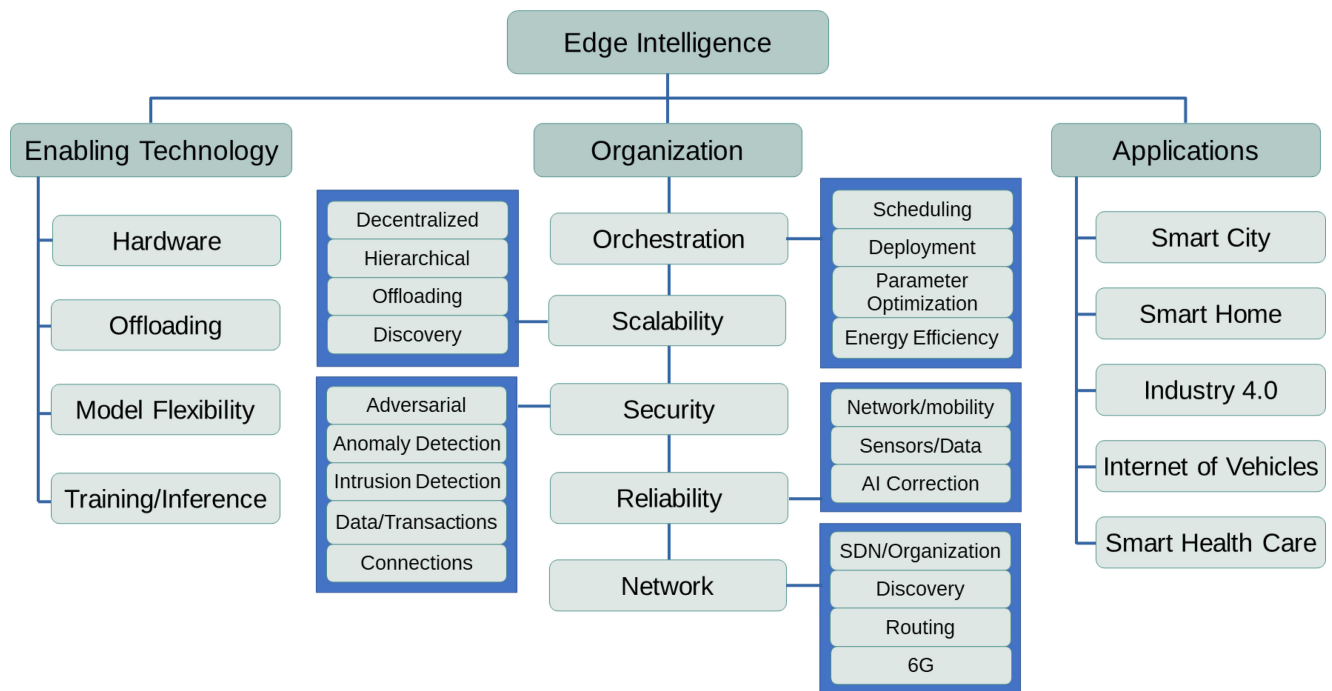 Edge Intelligence
Enabling Technology
Hardware
Offloading
Model Flexibility
Training/Inference
Organization
Orchestration
Scheduling
Deployment
Parameter
Optimization
Energy Efficiency
Scalability
Decentralized
Hierarchical
Offloading
Discovery
Security
Adversarial
Anomaly Detection
Intrusion Detection
Data/Transactions
Connections
Reliability
Network/mobility
Sensors/Data
AI Correction
Network
SDN/Organization
Discovery
Routing
6G
Applications
Smart City
Smart Home
Industry 4.0
Internet of Vehicles
Smart Health Care